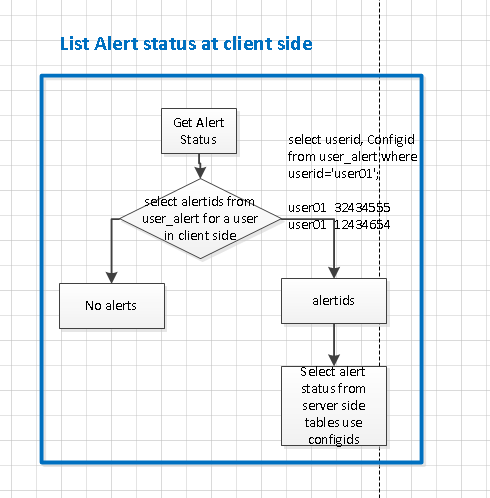 List Alert status at client side
Get Alert
Status
select userid, Configid
from user_alert where
userid='user01';
user01 32434555
user01 12434654
select alertids from
user_alert for a user
in client side
No alerts
alertids
Select alert
status from
server side
tables use
configids